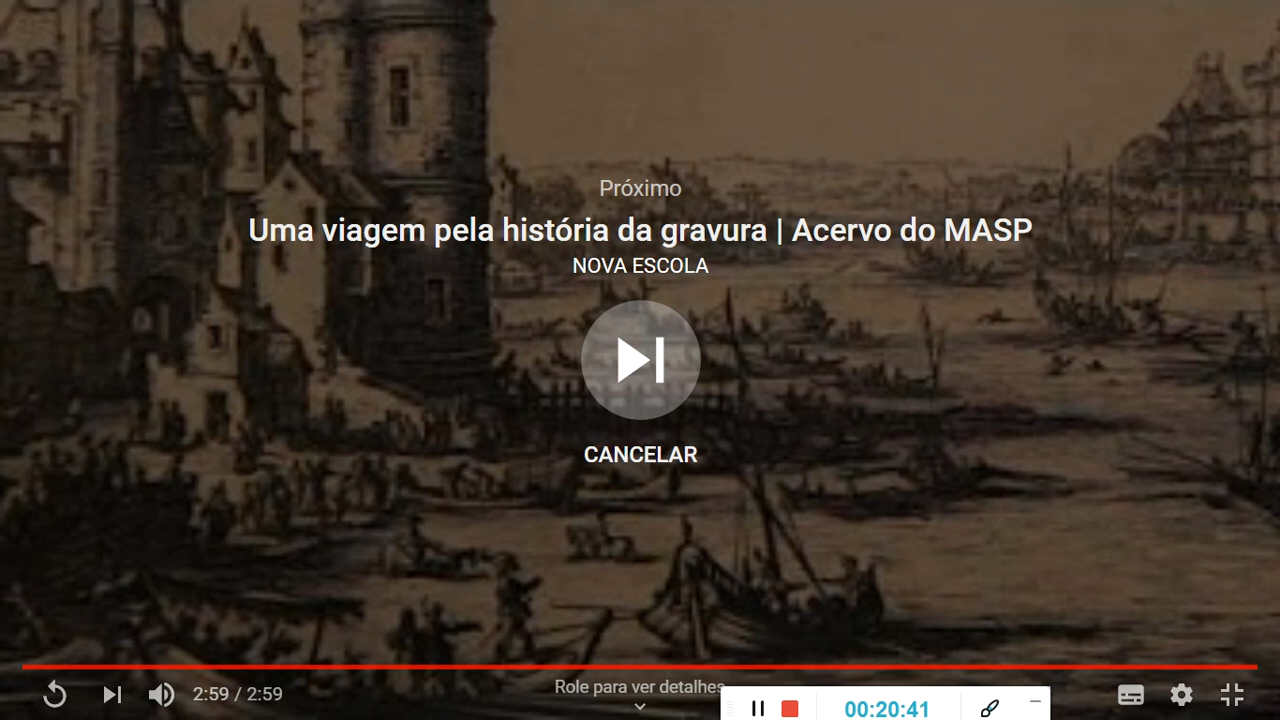 Próximo
Uma viagem pela história da gravura | Acervo do MASP
NOVA ESCOLA
CANCELAR
2:59 / 2:59
Role para ver detalhes
00:20:41